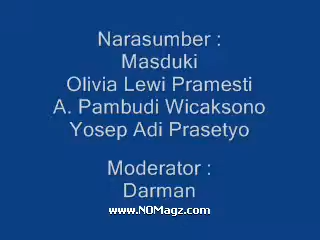 Narasumber :
Masduki
Olivia Lewi Pramesti
A. Pambudi Wicaksono
Yosep Adi Prasetyo
Moderator :
Darman
www.NOMagz.com